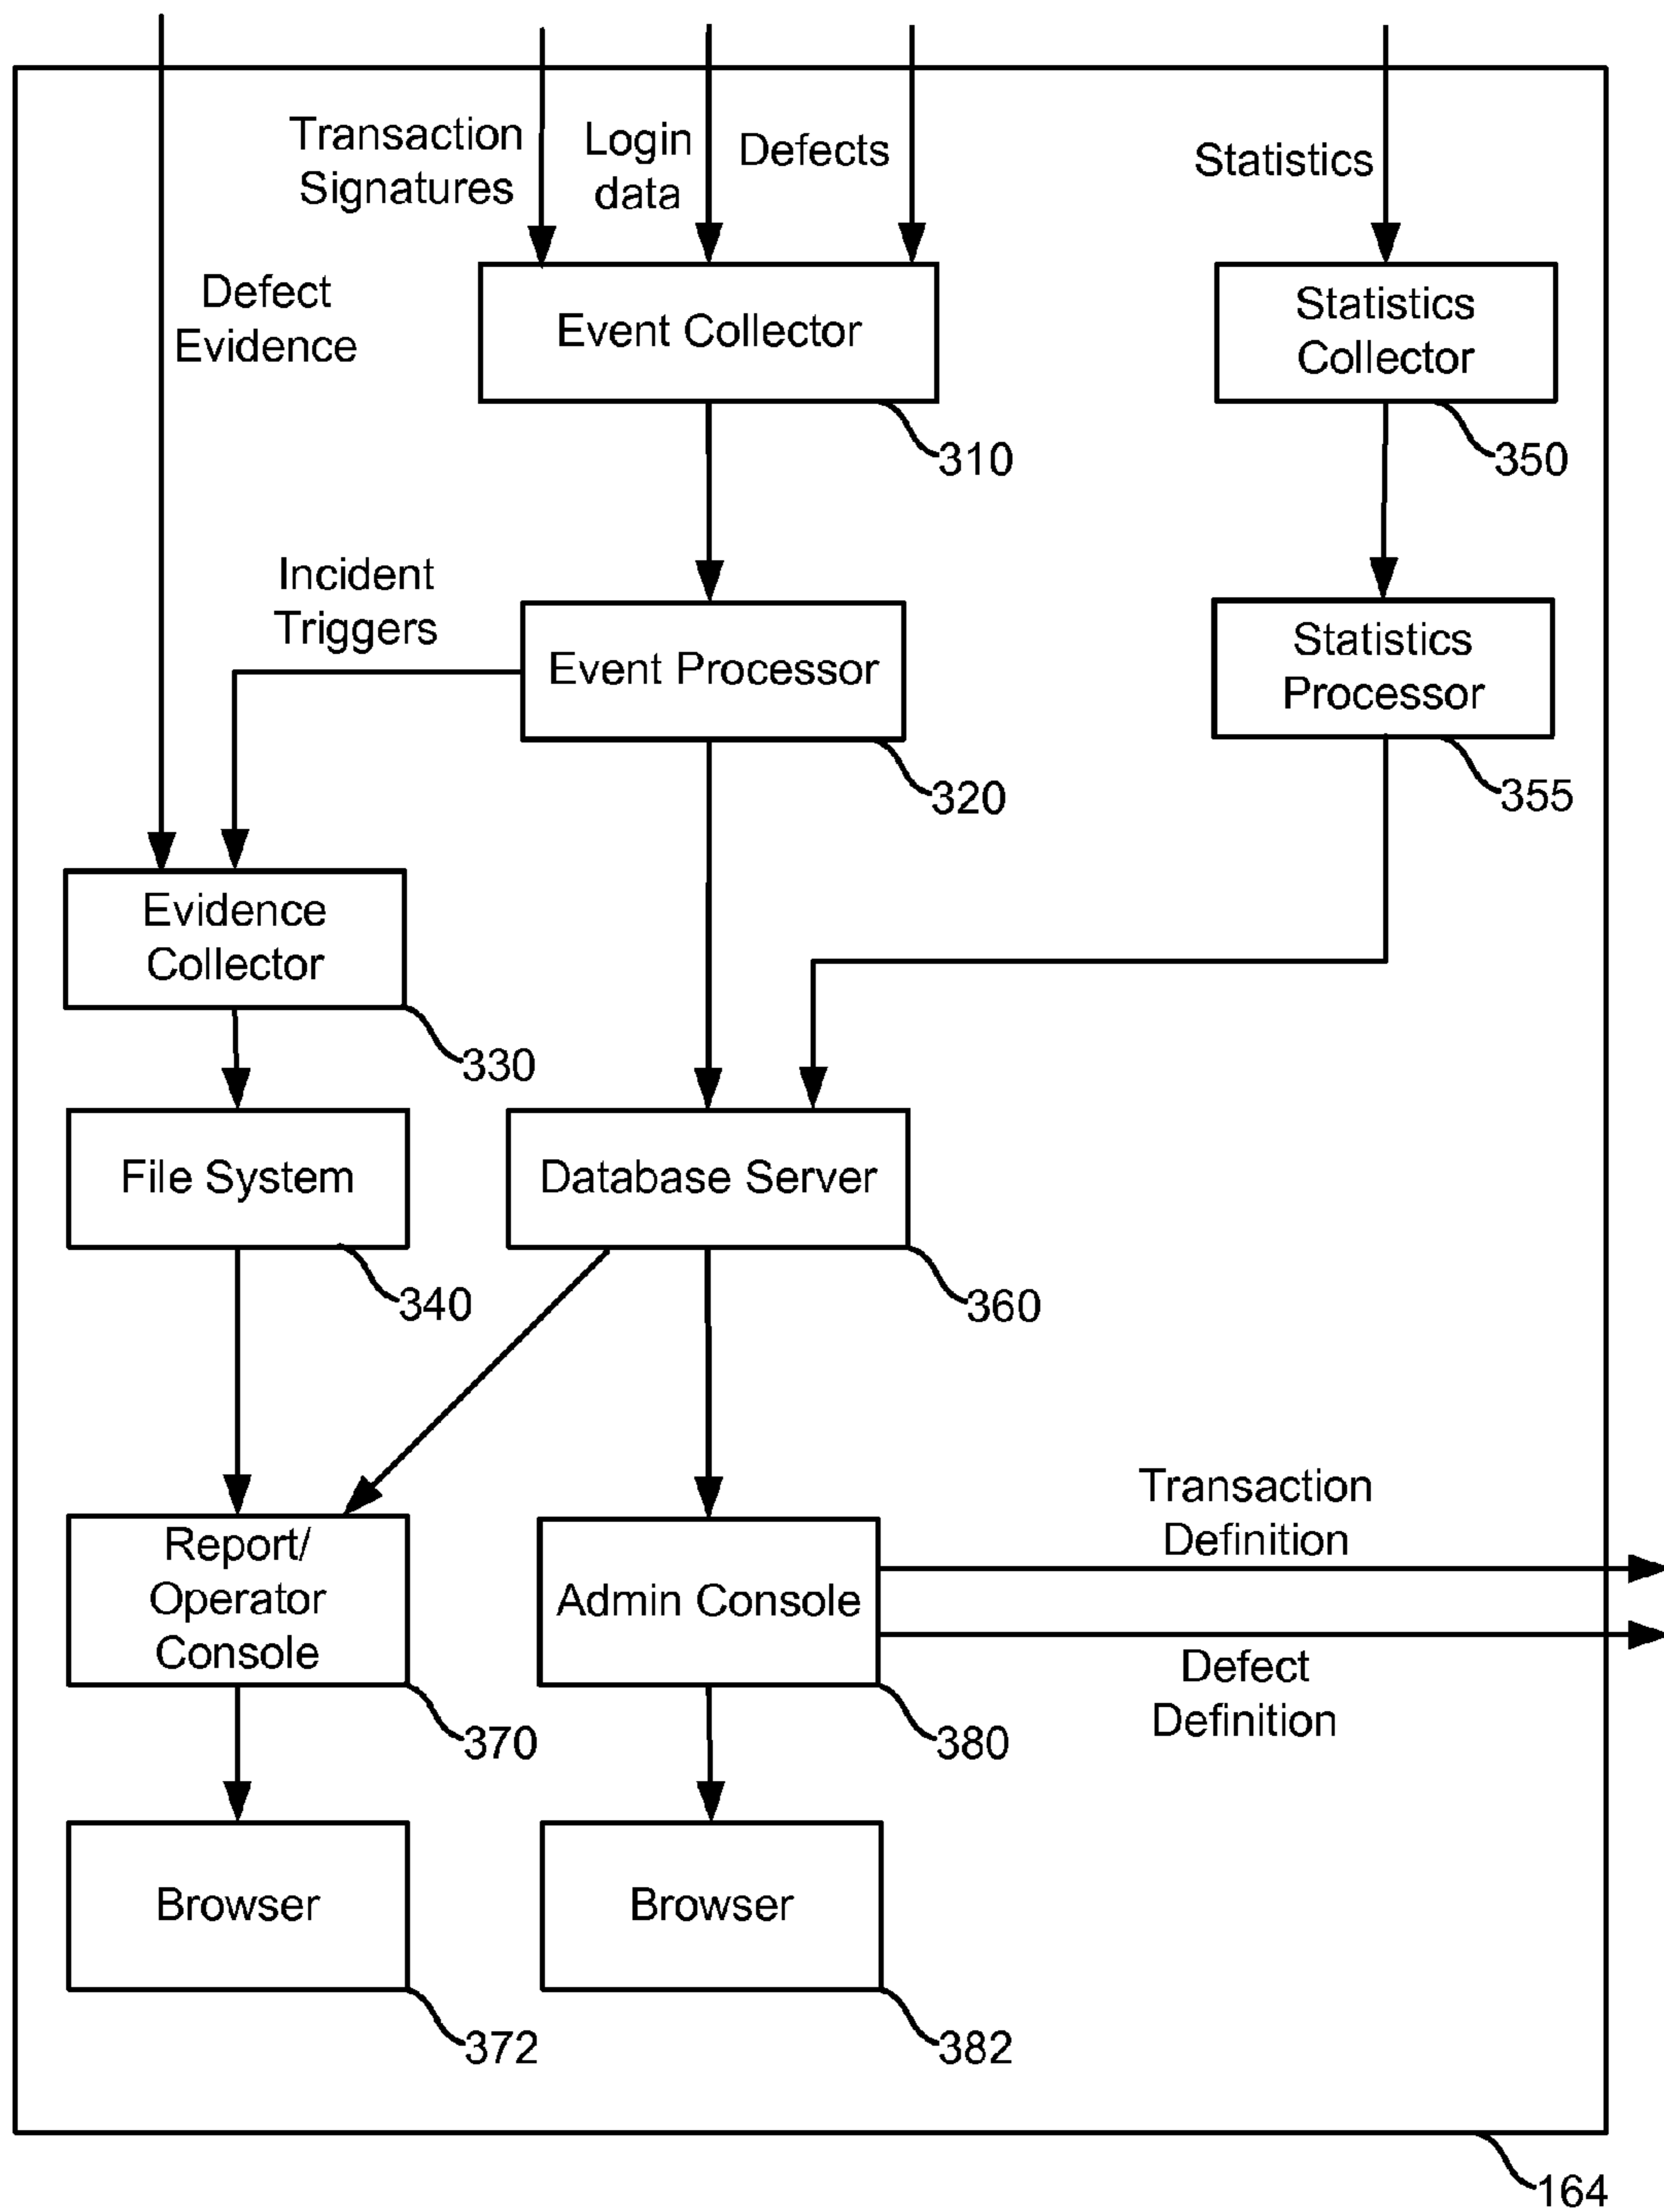 Transaction
Signatures
Login
data
Defects
Statistics
Defect
Evidence
Event Collector
310
Statistics
Collector
350
Incident
Triggers
Event Processor
320
Statistics
Processor
355
Evidence
Collector
330
File System
340
Database Server
360
Report/
Operator
Console
370
Admin Console
380
Transaction
Definition
Defect
Definition
Browser
372
Browser
382
164